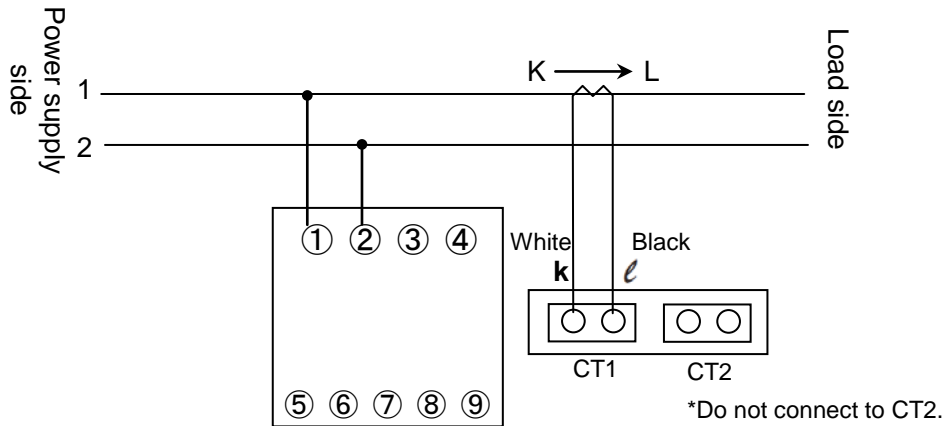 Power supply
side
1
2
K → L
Load side
① ② ③ ④
White
Black
k
ℓ
CT1
CT2
⑤ ⑥ ⑦ ⑧ ⑨
*Do not connect to CT2.